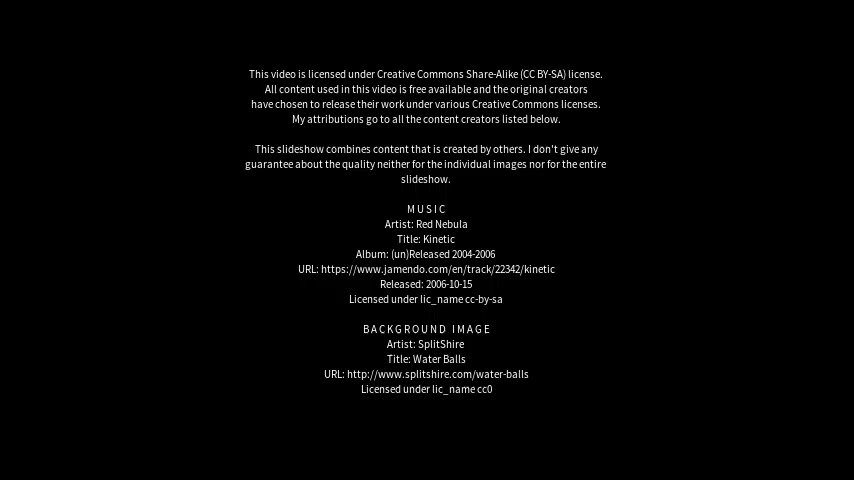 This video is licensed under Creative Commons Share-Alike (CC BY-SA) license.
All content used in this video is free available and the original creators
have chosen to release their work under various Creative Commons licenses.
My attributions go to all the content creators listed below.
This slideshow combines content that is created by others. I don't give any
guarantee about the quality neither for the individual images nor for the entire
slideshow.
MUSIC
Artist: Red Nebula
Title: Kinetic
Album: (un)Released 2004-2006
URL: https://www.jamendo.com/en/track/22342/kinetic
Released: 2006-10-15
Licensed under lic_name cc-by-sa
BACKGROUND IMAGE
Artist: SplitShire
Title: Water Balls
URL: http://www.splitshire.com/water-balls
Licensed under lic_name cc0